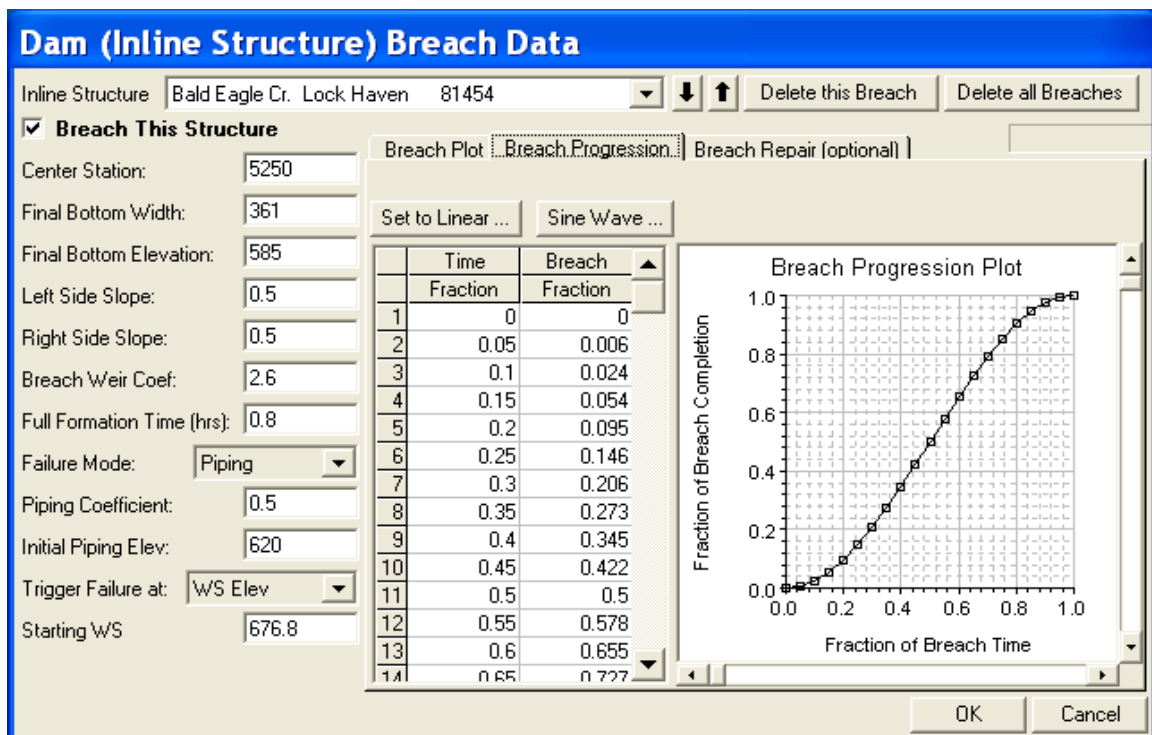 Dam (Inline Structure) Breach Data
Inline Structure Bald Eagle Cr. Lock Haven 81454 Delete this Breach Delete all Breaches
Breach This Structure
Breach Plot Breach Progression Breach Repair (optional)
Center Station: 5250
Final Bottom Width: 361
Final Bottom Elevation: 585
Left Side Slope: 0.5
Right Side Slope: 0.5
Breach Weir Coef: 2.6
Full Formation Time (hrs): 0.8
Failure Mode: Piping
Piping Coefficient: 0.5
Initial Piping Elev: 620
Trigger Failure at: WS Elev
Starting WS 676.8
Set to Linear ... Sine Wave ...
Time Breach
Fraction Fraction
1 0 0
2 0.05 0.006
3 0.1 0.024
4 0.15 0.054
5 0.2 0.095
6 0.25 0.146
7 0.3 0.206
8 0.35 0.273
9 0.4 0.345
10 0.45 0.422
11 0.5 0.5
12 0.55 0.578
13 0.6 0.655
14 0.65 0.727
Breach Progression Plot
Fraction of Breach Completion
1.0
0.8
0.6
0.4
0.2
0.0
0.0 0.2 0.4 0.6 0.8 1.0
Fraction of Breach Time
OK Cancel